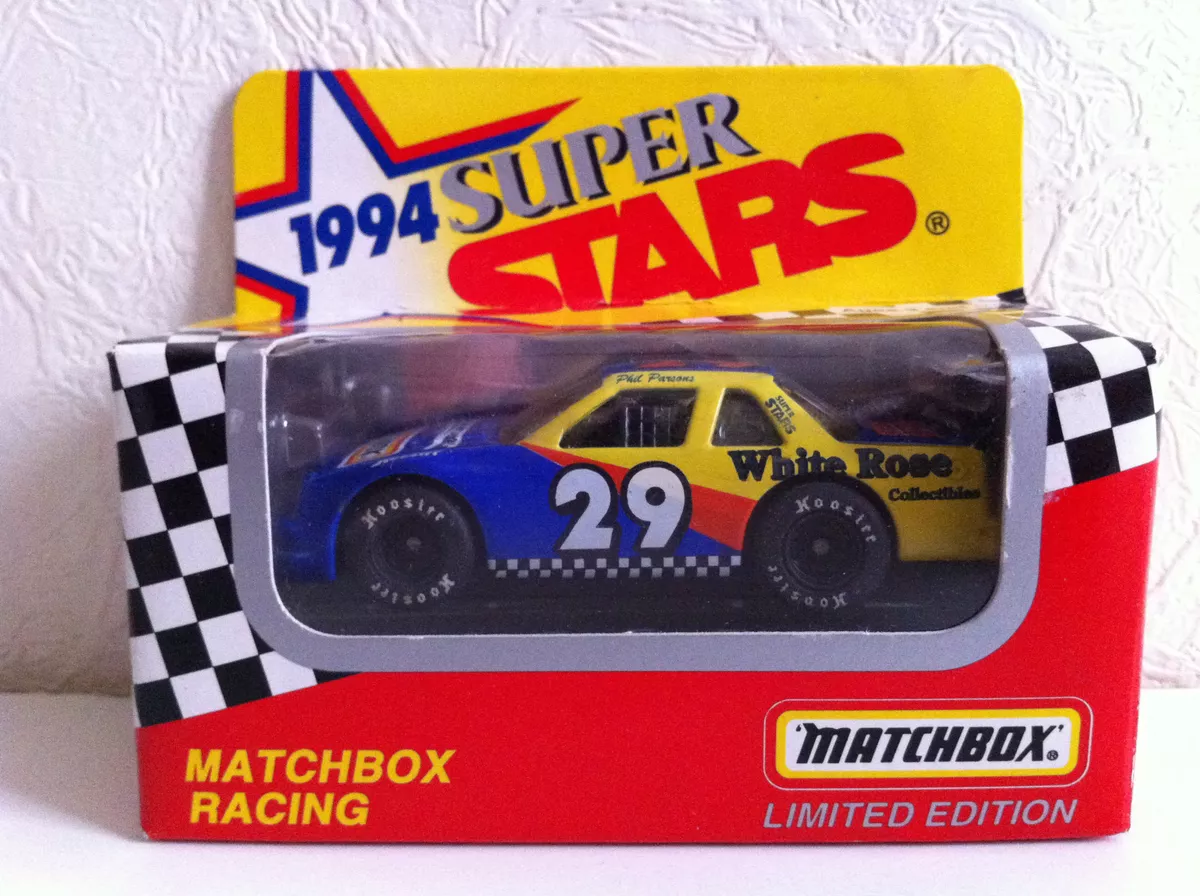 1994 SUPER
STARS®
Phil Parsons
SUPER
STARS
White Rose
Collectibles
29
Hoosier
Hoosier
Hoosier
Hoosier
MATCHBOX
RACING
'MATCHBOX'®
LIMITED EDITION